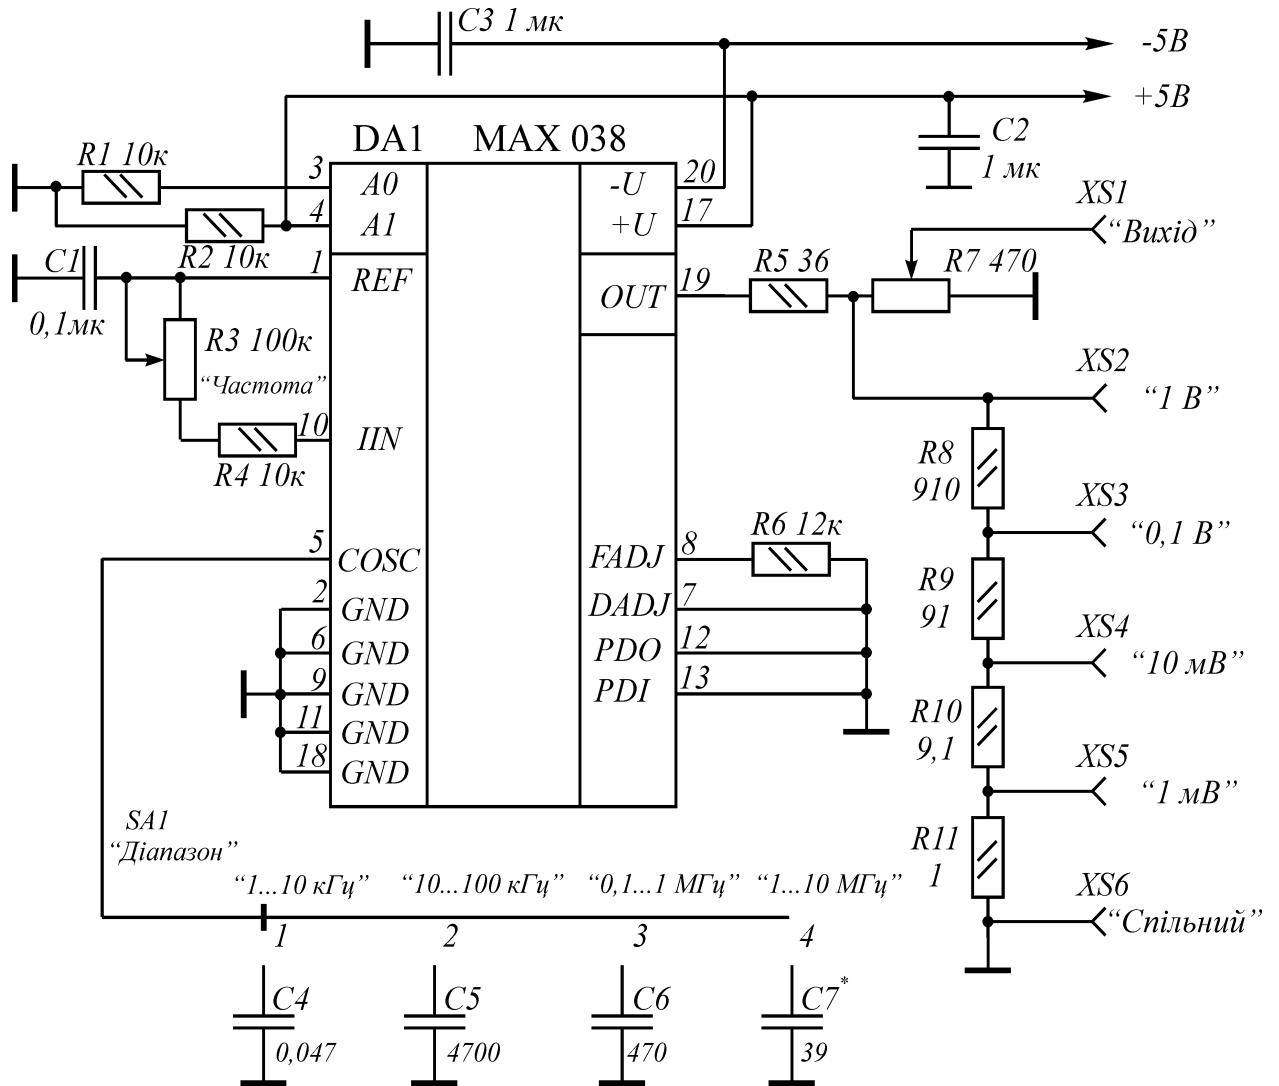 C3 1 мк
-5В
+5В
DA1 MAX 038
C2
1 мк
R1 10к
3
A0
-U
20
4
A1
+U
17
XS1
“Вихід”
R2 10к
C1
0,1мк
1
REF
OUT
19
R5 36
R7 470
R3 100к
“Частота”
XS2
“1 В”
10
IIN
R4 10к
R8
910
XS3
“0,1 В”
R6 12к
5
COSC
FADJ
8
2
GND
DADJ
7
R9
91
XS4
“10 мВ”
6
GND
PDO
12
9
GND
PDI
13
11
GND
18
GND
R10
9,1
XS5
“1 мВ”
SA1
“Діапазон”
R11
1
XS6
“Спільний”
“1...10 кГц” “10...100 кГц” “0,1...1 МГц” “1...10 МГц”
1 2 3 4
C4 C5 C6 C7*
0,047 4700 470 39